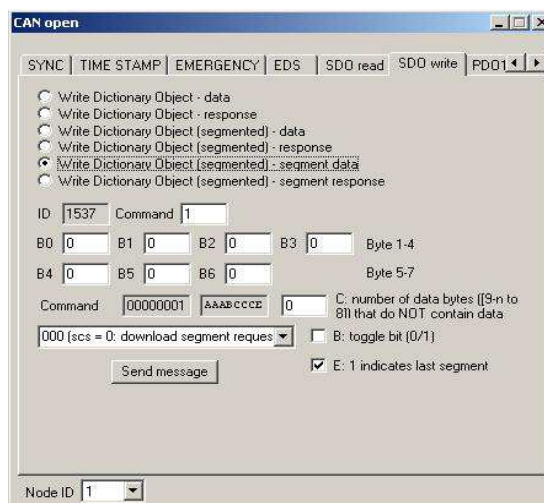 CAN open
SYNC TIME STAMP EMERGENCY EDS SDO read SDO write PDO1
Write Dictionary Object - data
Write Dictionary Object - response
Write Dictionary Object (segmented) - data
Write Dictionary Object (segmented) - response
Write Dictionary Object (segmented) - segment data
Write Dictionary Object (segmented) - segment response
ID 1537 Command 1
B0 0 B1 0 B2 0 B3 0 Byte 1-4
B4 0 B5 0 B6 0 Byte 5-7
Command 00000001 AAABCCCE 0 C: number of data bytes ([9-n to
8]) that do NOT contain data
000 (scs = 0: download segment reques B: toggle bit (0/1)
Send message E: 1 indicates last segment
Node ID 1